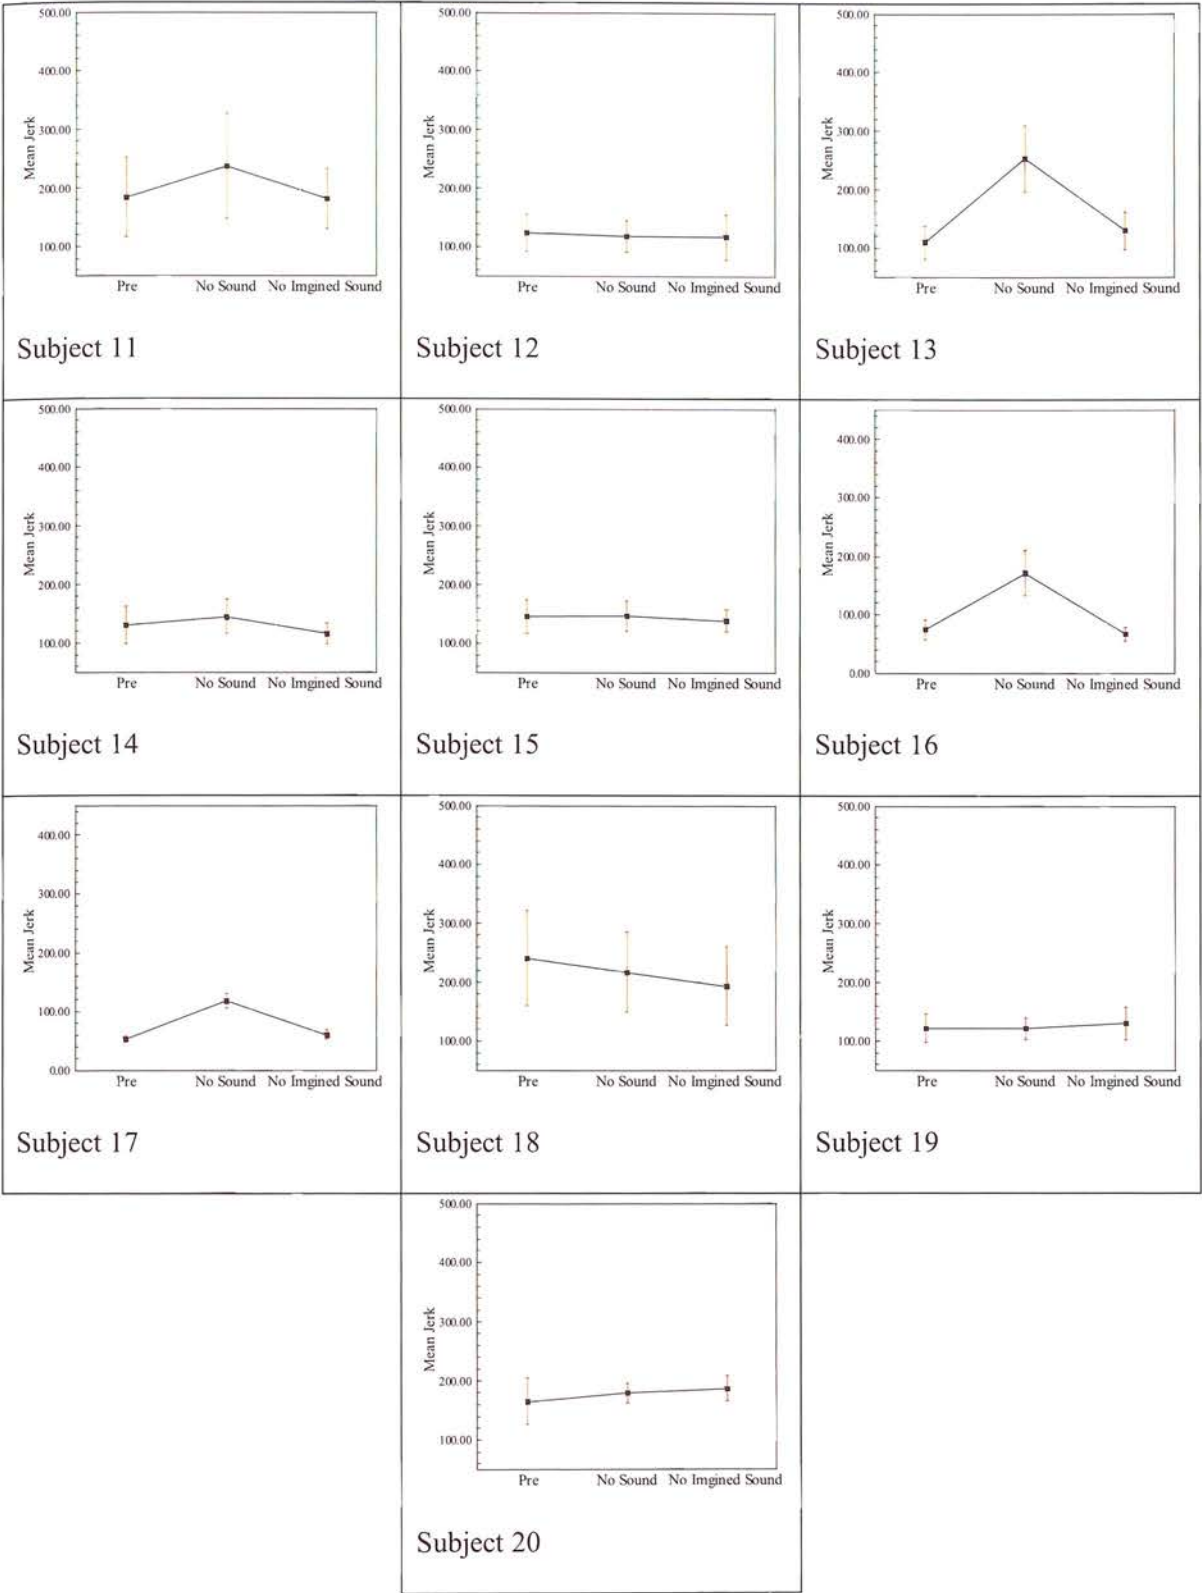 500.00 500.00 500.00
400.00 400.00 400.00
300.00 300.00 300.00
200.00 200.00 200.00
100.00 100.00 100.00
Mean Jerk Mean Jerk Mean Jerk
Pre No Sound No Imgined Sound Pre No Sound No Imgined Sound Pre No Sound No Imgined Sound
Subject 11 Subject 12 Subject 13
500.00 500.00
400.00 400.00 400.00
300.00 300.00 300.00
200.00 200.00 200.00
100.00 100.00 100.00
0.00
Mean Jerk Mean Jerk Mean Jerk
Pre No Sound No Imgined Sound Pre No Sound No Imgined Sound Pre No Sound No Imgined Sound
Subject 14 Subject 15 Subject 16
500.00 500.00
400.00 400.00 400.00
300.00 300.00 300.00
200.00 200.00 200.00
100.00 100.00 100.00
0.00
Mean Jerk Mean Jerk Mean Jerk
Pre No Sound No Imgined Sound Pre No Sound No Imgined Sound Pre No Sound No Imgined Sound
Subject 17 Subject 18 Subject 19
500.00
400.00
300.00
200.00
100.00
Mean Jerk
Pre No Sound No Imgined Sound
Subject 20